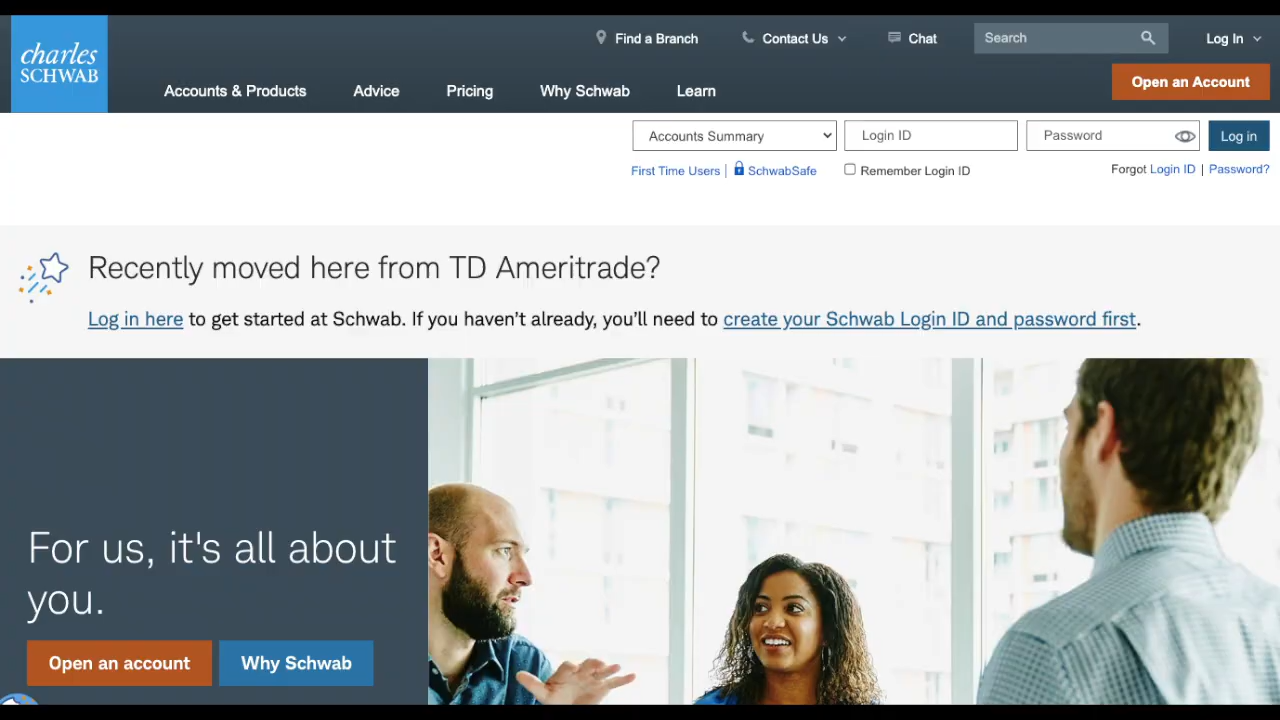 charles
SCHWAB
Find a Branch
Contact Us
Chat
Search
Log In
Accounts & Products
Advice
Pricing
Why Schwab
Learn
Open an Account
Accounts Summary
Login ID
Password
Log in
First Time Users |
SchwabSafe
Remember Login ID
Forgot Login ID | Password?
Recently moved here from TD Ameritrade?
Log in here to get started at Schwab. If you haven’t already, you’ll need to create your Schwab Login ID and password first.
For us, it's all about
you.
Open an account
Why Schwab